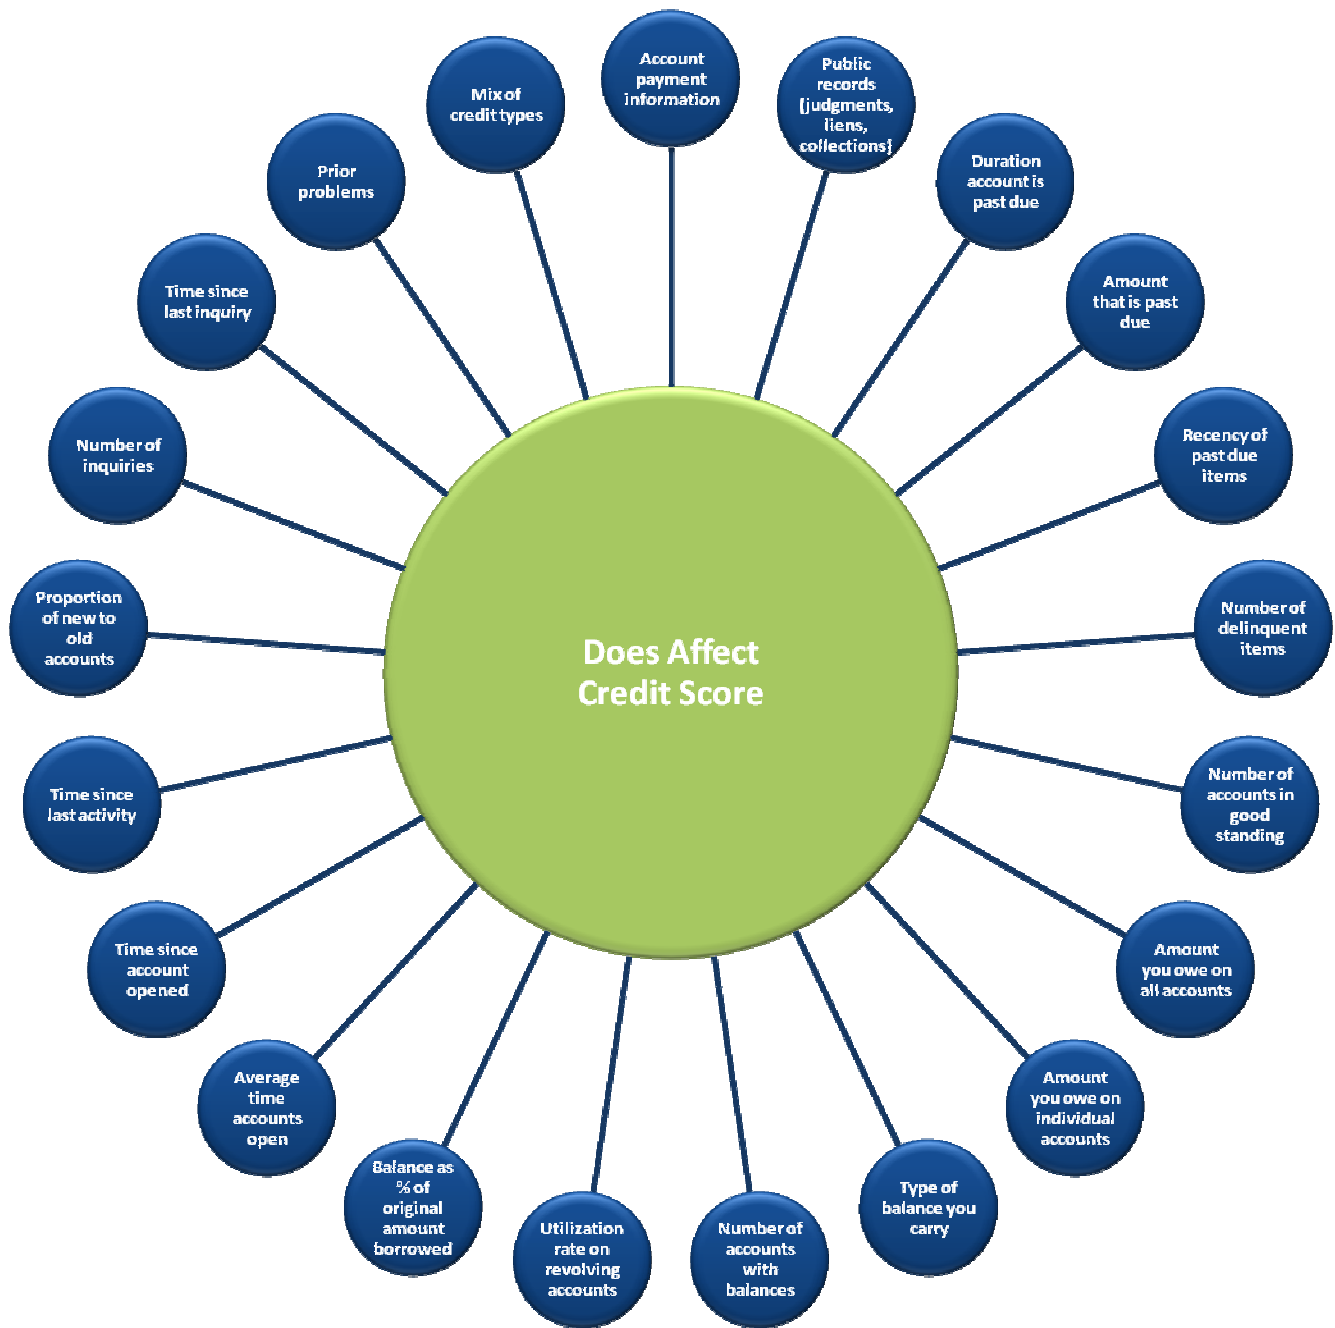 Account
payment
information
Public
records
(judgments,
liens,
collections)
Duration
account is
past due
Amount
that is past
due
Recency of
past due
items
Number of
delinquent
items
Number of
accounts in
good
standing
Amount
you owe on
all accounts
Amount
you owe on
individual
accounts
Type of
balance you
carry
Number of
accounts
with
balances
Utilization
rate on
revolving
accounts
Balance as
% of
original
amount
borrowed
Average
time
accounts
open
Time since
account
opened
Time since
last activity
Proportion
of new to
old
accounts
Number of
inquiries
Time since
last inquiry
Prior
problems
Mix of
credit types
Does Affect
Credit Score